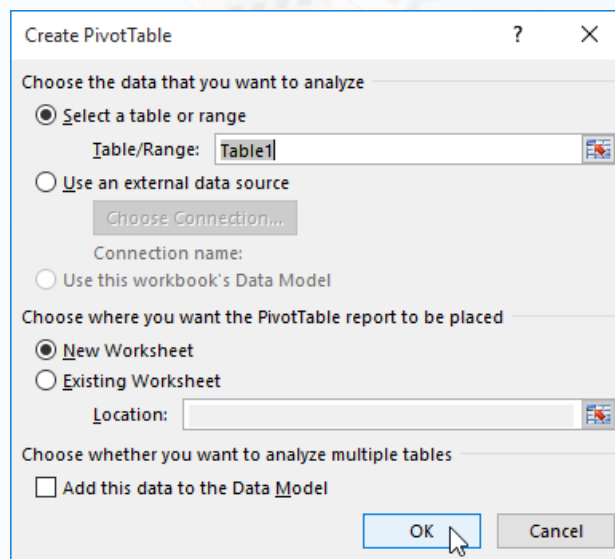 Create PivotTable ?
Choose the data that you want to analyze
Select a table or range
Table/Range: Table1
Use an external data source
Choose Connection...
Connection name:
Use this workbook's Data Model
Choose where you want the PivotTable report to be placed
New Worksheet
Existing Worksheet
Location:
Choose whether you want to analyze multiple tables
Add this data to the Data Model
OK Cancel